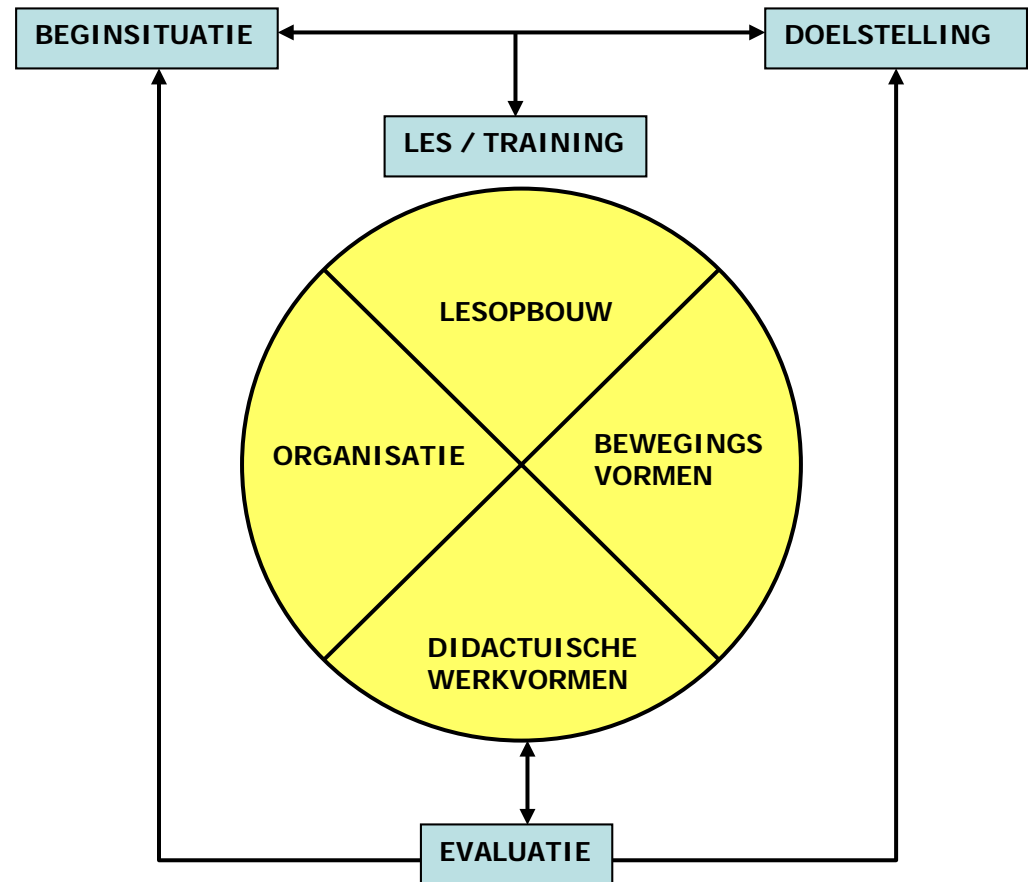 BEGINSITUATIE
DOELSTELLING
LES / TRAINING
LESOPBOUW
ORGANISATIE
BEWEGINGS
VORMEN
DIDACTUISCHE
WERKVORMEN
EVALUATIE